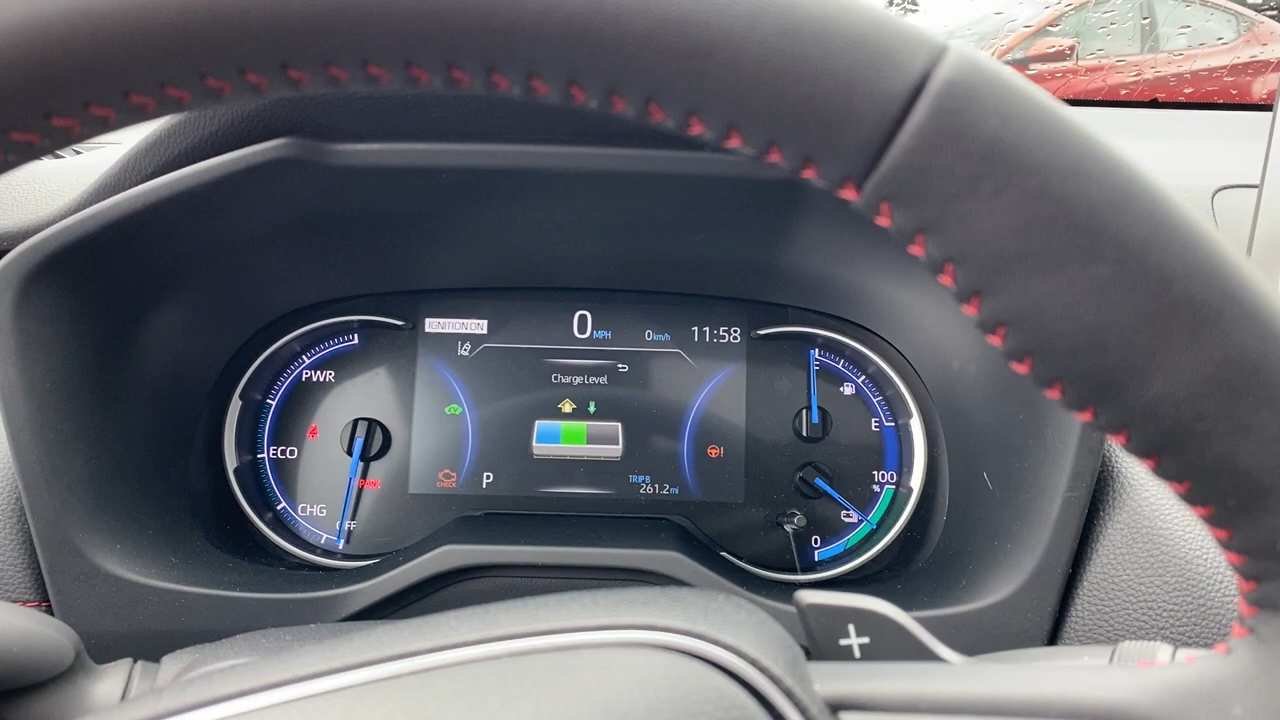 IGNITION ON
0 MPH
0 km/h
11:58
Charge Level
PWR
ECO
CHG
OFF
PARK
EV
CHECK
P
TRIP B
261.2 mi
F
E
100
%
0
+